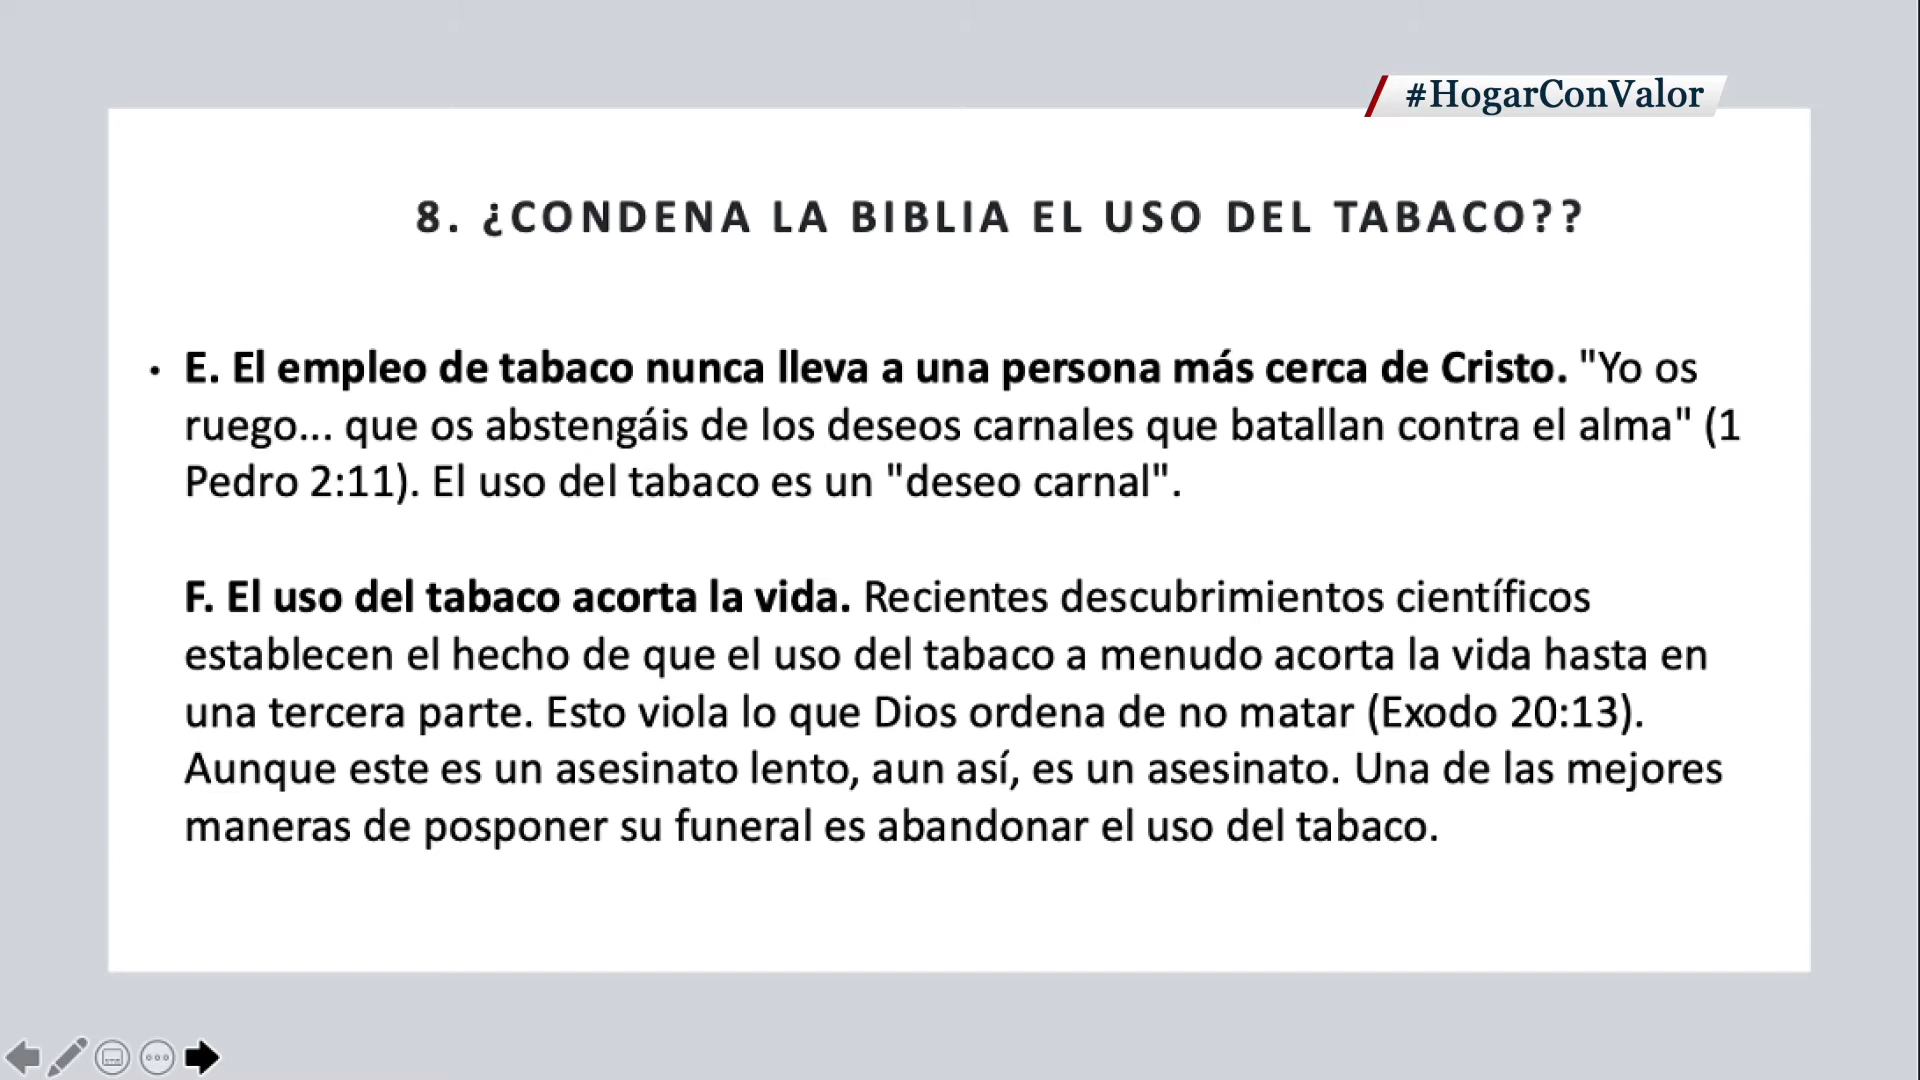 #HogarConValor
8. ¿CONDENA LA BIBLIA EL USO DEL TABACO??
• E. El empleo de tabaco nunca lleva a una persona más cerca de Cristo. "Yo os
ruego... que os abstengáis de los deseos carnales que batallan contra el alma" (1
Pedro 2:11). El uso del tabaco es un "deseo carnal".
F. El uso del tabaco acorta la vida. Recientes descubrimientos científicos
establecen el hecho de que el uso del tabaco a menudo acorta la vida hasta en
una tercera parte. Esto viola lo que Dios ordena de no matar (Exodo 20:13).
Aunque este es un asesinato lento, aun así, es un asesinato. Una de las mejores
maneras de posponer su funeral es abandonar el uso del tabaco.